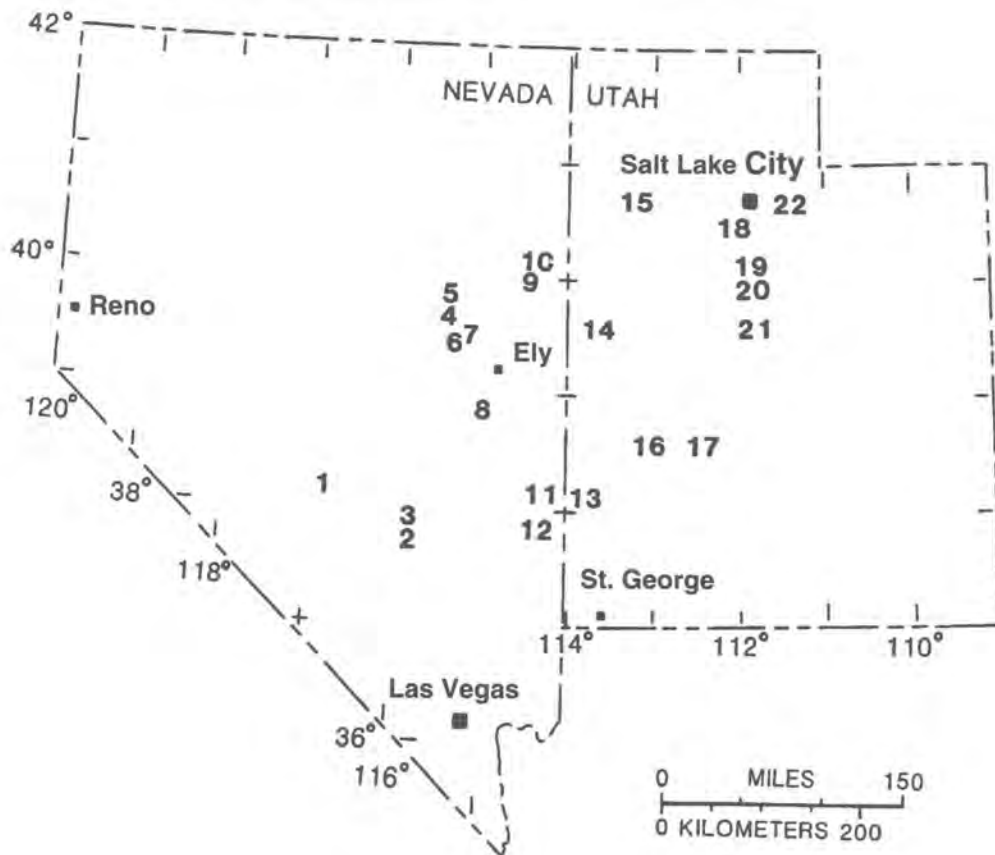 42°
NEVADA UTAH
Salt Lake City
15 22
18
40°
10 19
9 20
5
Reno
4 14 21
7
6 Ely
8
120°
16 17
1
38°
11 13
3
2 12
118°
St. George
114° 112° 110°
Las Vegas
36°
116°
0 MILES 150
0 KILOMETERS 200